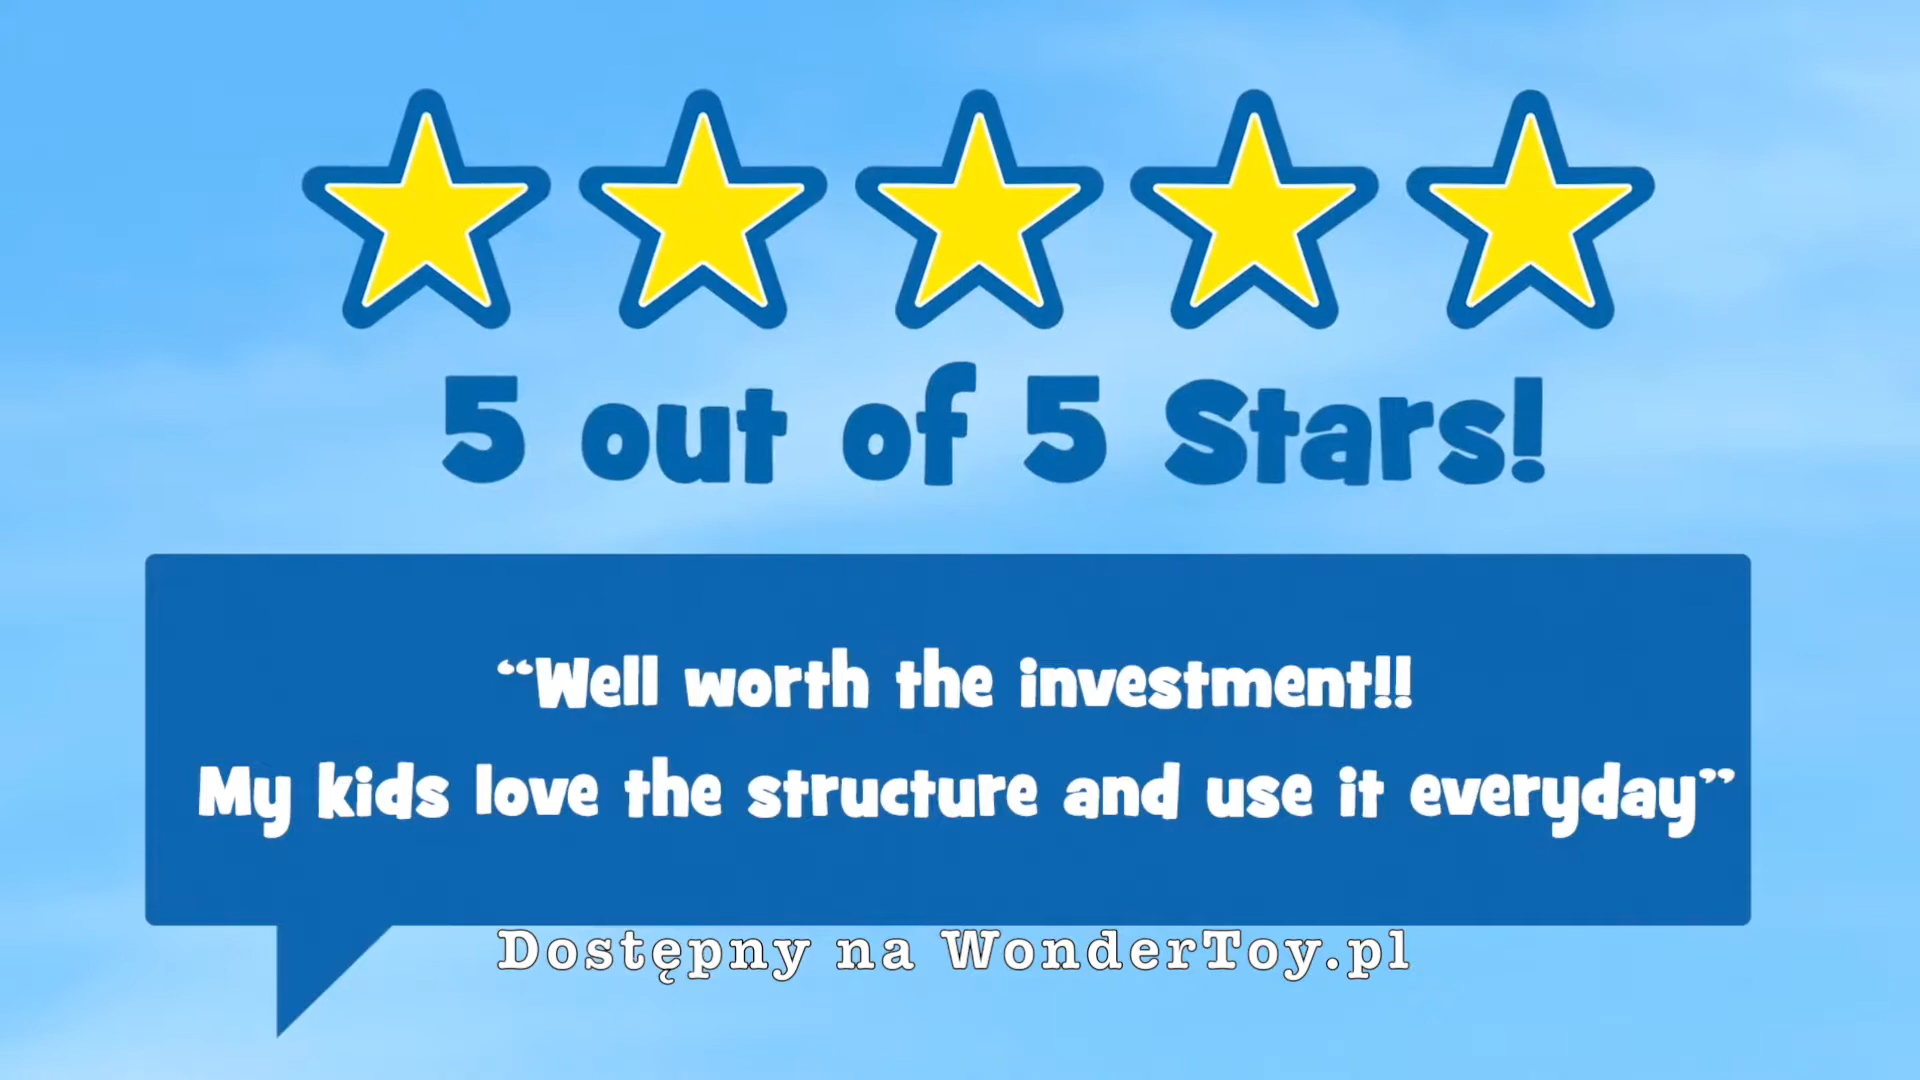 5 out of 5 Stars!
“Well worth the investment!!
My kids love the structure and use it everyday”
Dostępny na WonderToy.pl